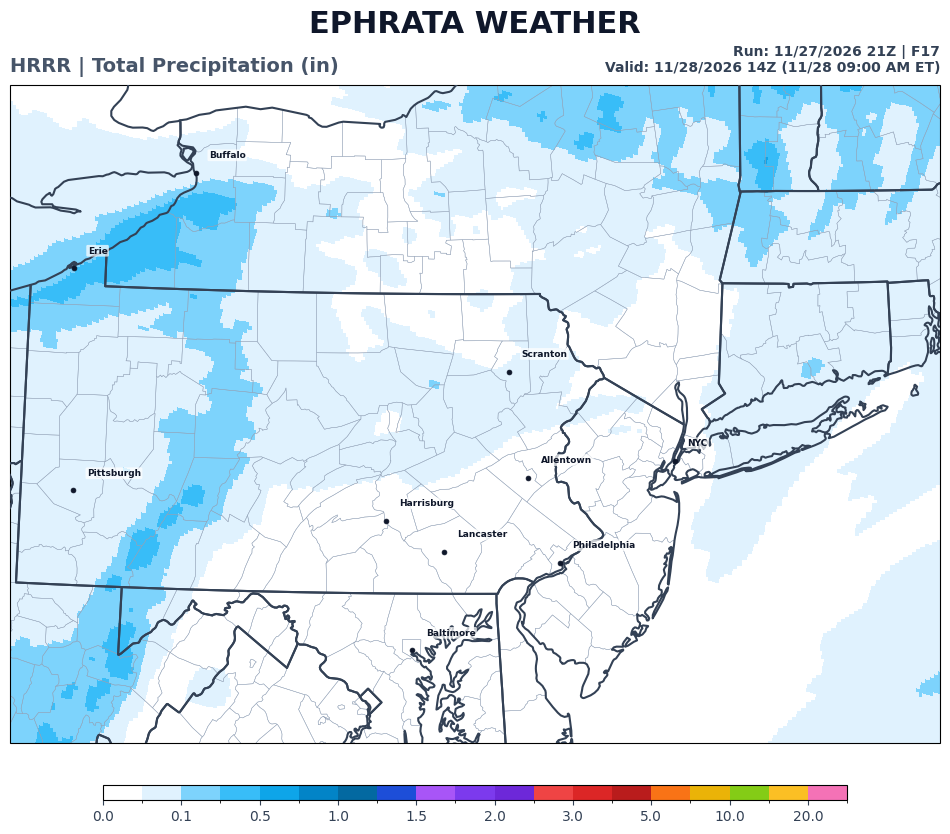 EPHRATA WEATHER
HRRR | Total Precipitation (in)
Run: 11/27/2026 21Z | F17
Valid: 11/28/2026 14Z (11/28 09:00 AM ET)
Buffalo
Erie
Scranton
NYC
Allentown
Pittsburgh
Harrisburg
Lancaster
Philadelphia
Baltimore
0.0 0.1 0.5 1.0 1.5 2.0 3.0 5.0 10.0 20.0